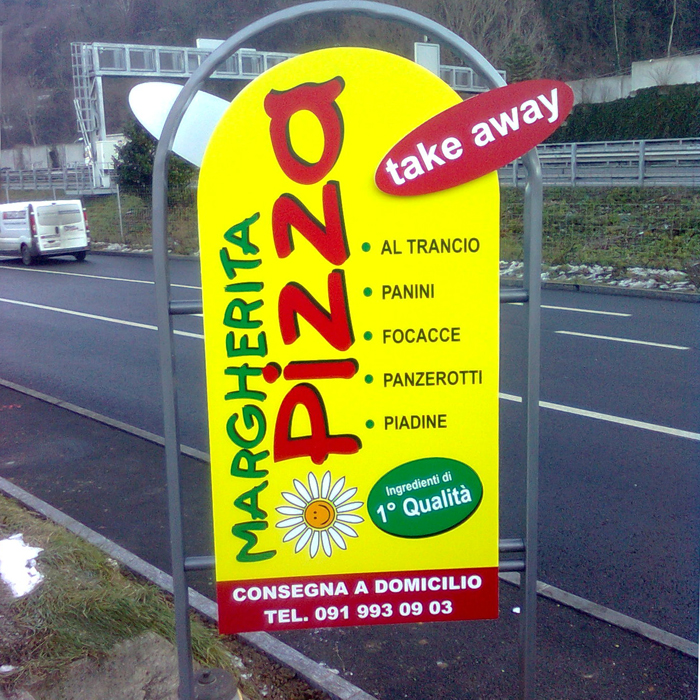 take away
MARGHERITA
Pizza
• AL TRANCIO
• PANINI
• FOCACCE
• PANZEROTTI
• PIADINE
Ingredienti di
1° Qualità
CONSEGNA A DOMICILIO
TEL. 091 993 09 03